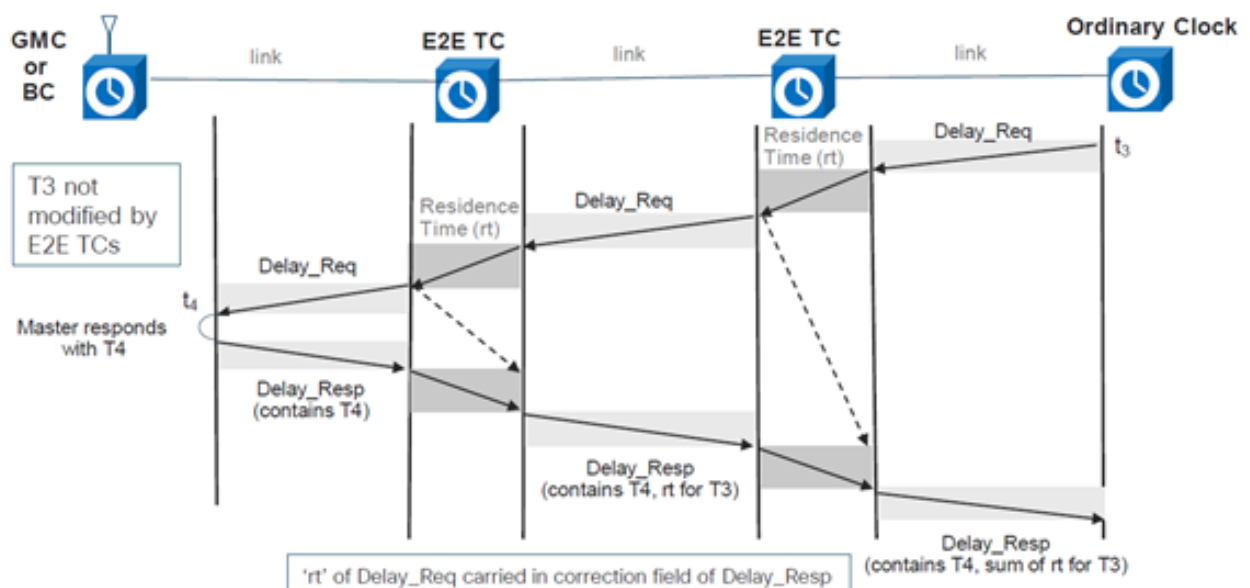 GMC
or
BC
link
E2E TC
link
E2E TC
link
Ordinary Clock
T3 not
modified by
E2E TCs
Residence
Time (rt)
Delay_Req
t3
Residence
Time (rt)
Delay_Req
Delay_Req
t4
Master responds
with T4
Delay_Resp
(contains T4)
Delay_Resp
(contains T4, rt for T3)
Delay_Resp
(contains T4, sum of rt for T3)
'rt' of Delay_Req carried in correction field of Delay_Resp